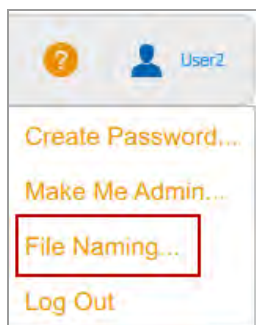 ? User2
Create Password...
Make Me Admin...
File Naming...
Log Out